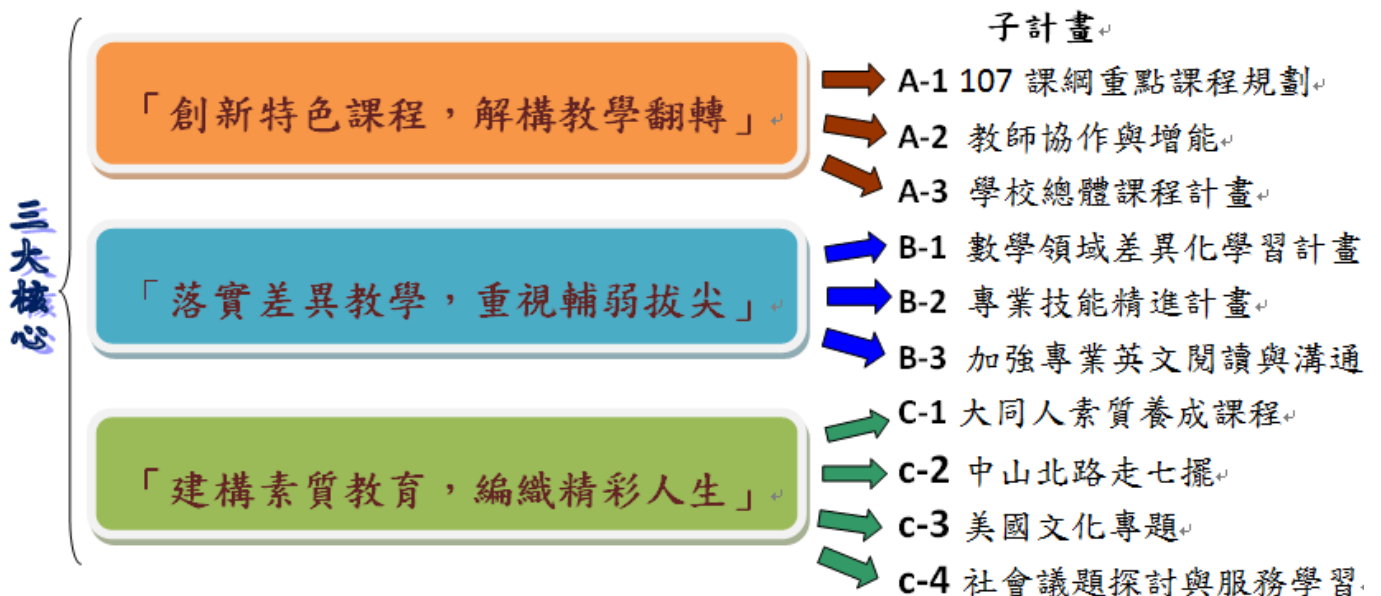 子計畫
三大核心
「創新特色課程，解構教學翻轉」
A-1 107 課綱重點課程規劃
A-2 教師協作與增能
A-3 學校總體課程計畫
「落實差異教學，重視輔弱拔尖」
B-1 數學領域差異化學習計畫
B-2 專業技能精進計畫
B-3 加強專業英文閱讀與溝通
「建構素質教育，編織精彩人生」
C-1 大同人素質養成課程
c-2 中山北路走七擺
c-3 美國文化專題
c-4 社會議題探討與服務學習